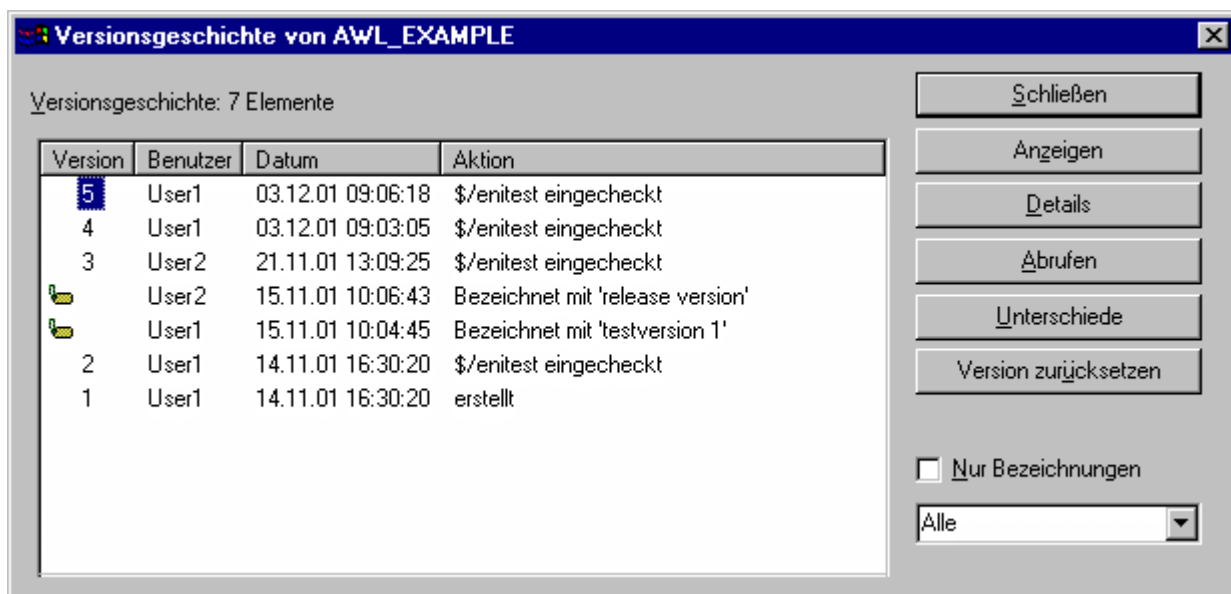 Versionsgeschichte von AWL_EXAMPLE
Versionsgeschichte: 7 Elemente
Version Benutzer Datum Aktion
5 User1 03.12.01 09:06:18 $/enitest eingecheckt
4 User1 03.12.01 09:03:05 $/enitest eingecheckt
3 User2 21.11.01 13:09:25 $/enitest eingecheckt
User2 15.11.01 10:06:43 Bezeichnet mit 'release version'
User1 15.11.01 10:04:45 Bezeichnet mit 'testversion 1'
2 User1 14.11.01 16:30:20 $/enitest eingecheckt
1 User1 14.11.01 16:30:20 erstellt
Schließen
Anzeigen
Details
Abrufen
Unterschiede
Version zurücksetzen
Nur Bezeichnungen
Alle